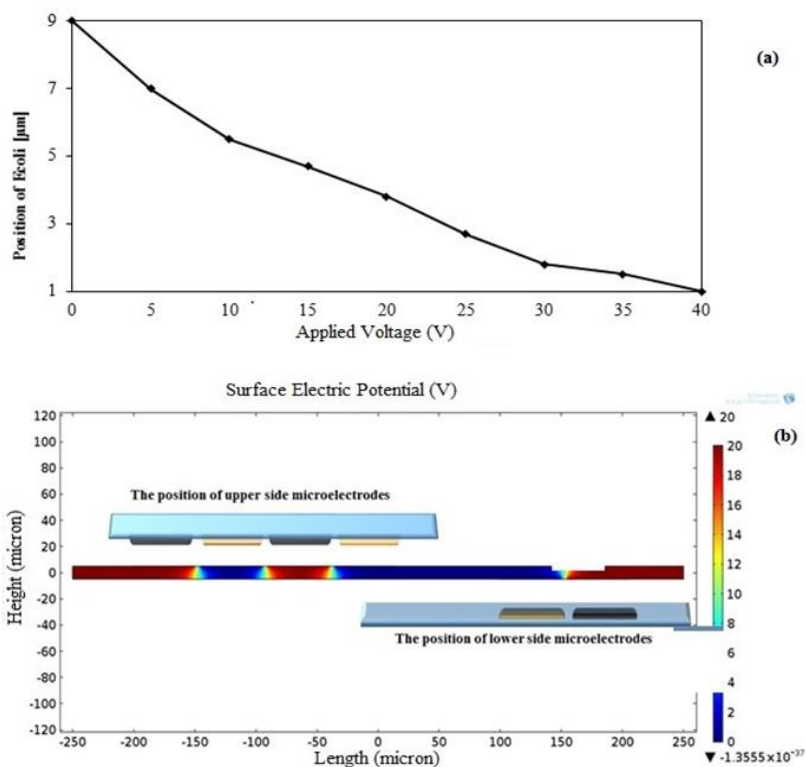 9
(a)
7
5
3
1
Position of Ecoli [µm]
0 5 10 15 20 25 30 35 40
Applied Voltage (V)
Surface Electric Potential (V)
120
100
80
60
40
20
0
-20
-40
-60
-80
-100
-120
Height (micron)
The position of upper side microelectrodes
The position of lower side microelectrodes
-250 -200 -150 -100 -50 0 50 100 150 200 250
Length (micron)
▲ 20
(b)
20
18
16
14
12
10
8
6
4
2
0
▼ -1.3555×10⁻³⁷